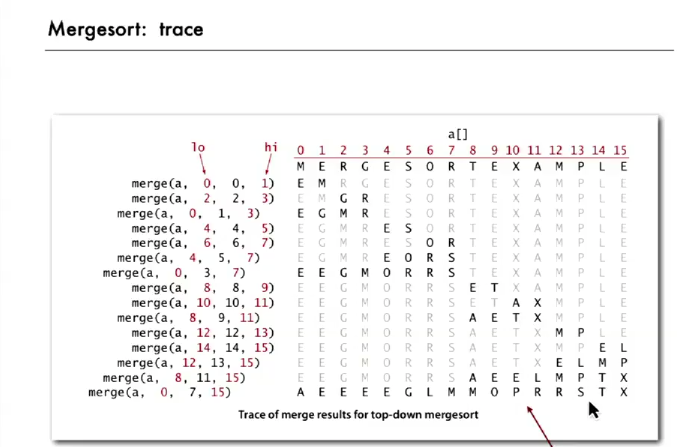 Mergesort: trace
a[]
lo hi 0 1 2 3 4 5 6 7 8 9 10 11 12 13 14 15
M E R G E S O R T E X A M P L E
merge(a, 0, 0, 1) E M R G E S O R T E X A M P L E
merge(a, 2, 2, 3) E M G R E S O R T E X A M P L E
merge(a, 0, 1, 3) E G M R E S O R T E X A M P L E
merge(a, 4, 4, 5) E G M R E S O R T E X A M P L E
merge(a, 6, 6, 7) E G M R E S O R T E X A M P L E
merge(a, 4, 5, 7) E G M R E O R S T E X A M P L E
merge(a, 0, 3, 7) E E G M O R R S T E X A M P L E
merge(a, 8, 8, 9) E E G M O R R S E T X A M P L E
merge(a, 10, 10, 11) E E G M O R R S E T A X M P L E
merge(a, 8, 9, 11) E E G M O R R S A E T X M P L E
merge(a, 12, 12, 13) E E G M O R R S A E T X M P L E
merge(a, 14, 14, 15) E E G M O R R S A E T X M P E L
merge(a, 12, 13, 15) E E G M O R R S A E T X E L M P
merge(a, 8, 11, 15) E E G M O R R S A E E L M P T X
merge(a, 0, 7, 15) A E E E E G L M M O P R R S T X
Trace of merge results for top-down mergesort